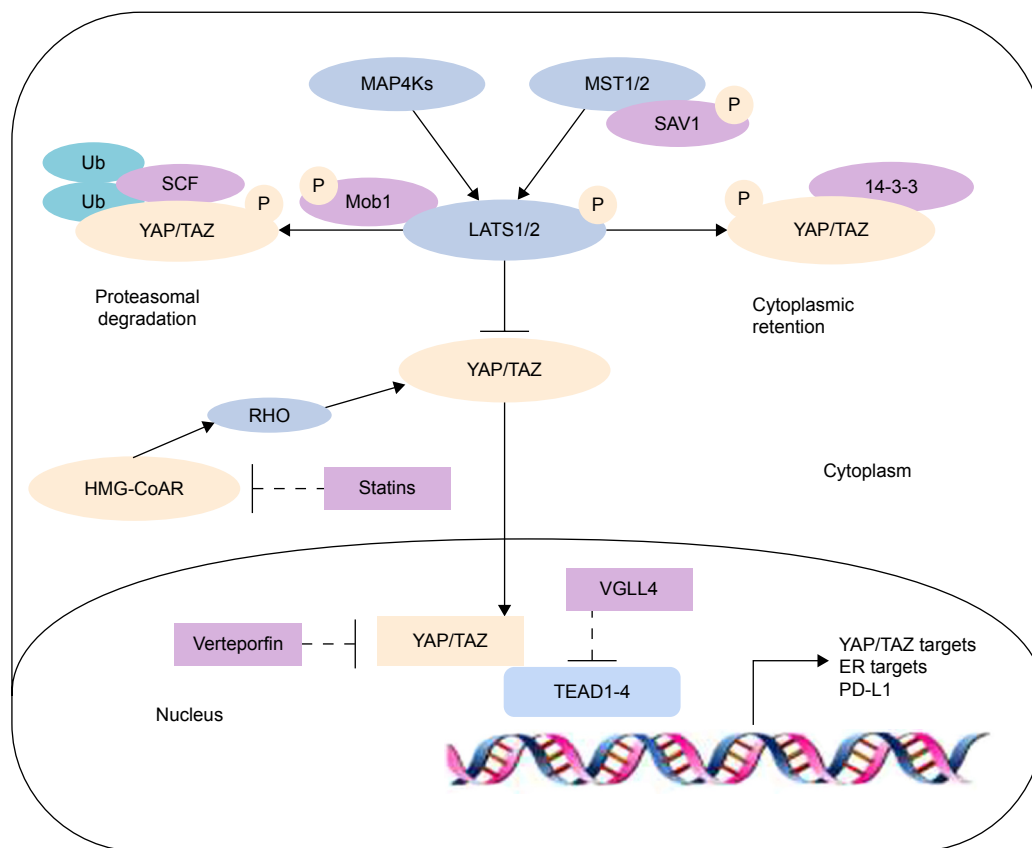 MAP4Ks
MST1/2
P
SAV1
Ub
SCF
Ub
P
YAP/TAZ
P
Mob1
LATS1/2
P
14-3-3
P
YAP/TAZ
Proteasomal
degradation
Cytoplasmic
retention
YAP/TAZ
RHO
HMG-CoAR
Statins
Cytoplasm
VGLL4
Verteporfin
YAP/TAZ
TEAD1-4
YAP/TAZ targets
ER targets
PD-L1
Nucleus